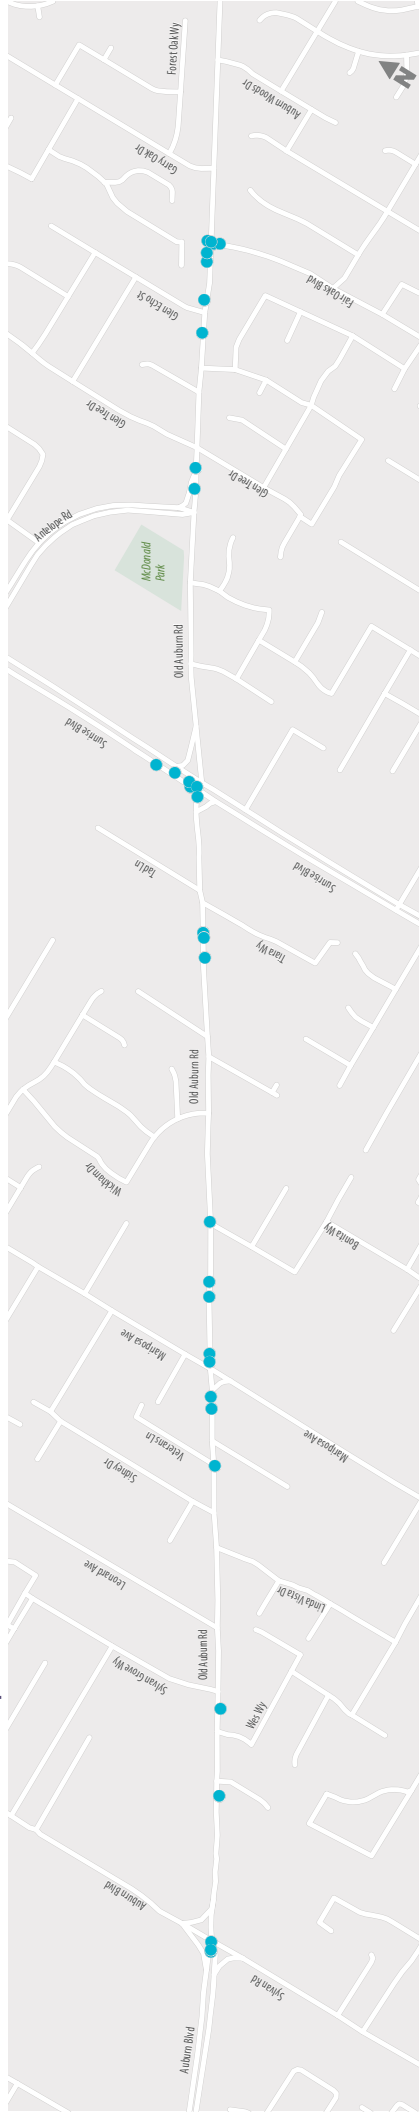 Forest Oak Wy
Auburn Woods Dr
N
Garry Oak Dr
Fair Oaks Blvd
Glen Echo St
Glen Tree Dr
Glen Tree Dr
Antelope Rd
McDonald
Park
Old Auburn Rd
Sunrise Blvd
Sunrise Blvd
Tad Ln
Tiara Wy
Old Auburn Rd
Wickham Dr
Bonita Wy
Mariposa Ave
Mariposa Ave
Veterans Ln
Sidney Dr
Leonard Ave
Linda Vista Dr
Old Auburn Rd
Sylvan Grove Wy
Wes Wy
Auburn Blvd
Sylvan Rd
Auburn Blvd